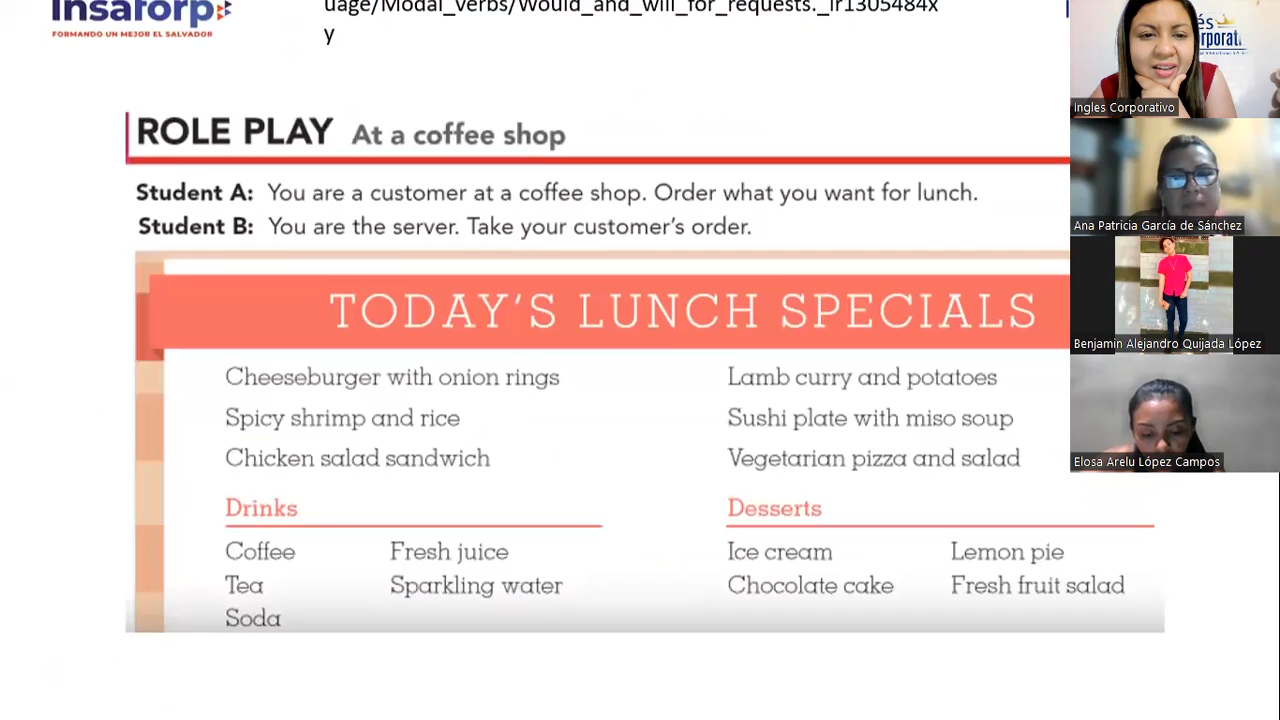 Insaforp
FORMANDO UN MEJOR EL SALVADOR
uage/Modal_verbs/Would_and_will_for_requests._lr1305484x
y
Ingles Corporativo
ROLE PLAY At a coffee shop
Student A: You are a customer at a coffee shop. Order what you want for lunch.
Student B: You are the server. Take your customer's order.
Ana Patricia García de Sánchez
TODAY'S LUNCH SPECIALS
Benjamin Alejandro Quijada López
Cheeseburger with onion rings
Lamb curry and potatoes
Spicy shrimp and rice
Sushi plate with miso soup
Chicken salad sandwich
Vegetarian pizza and salad
Elosa Arelu López Campos
Drinks
Desserts
Coffee Fresh juice
Ice cream Lemon pie
Tea Sparkling water
Chocolate cake Fresh fruit salad
Soda